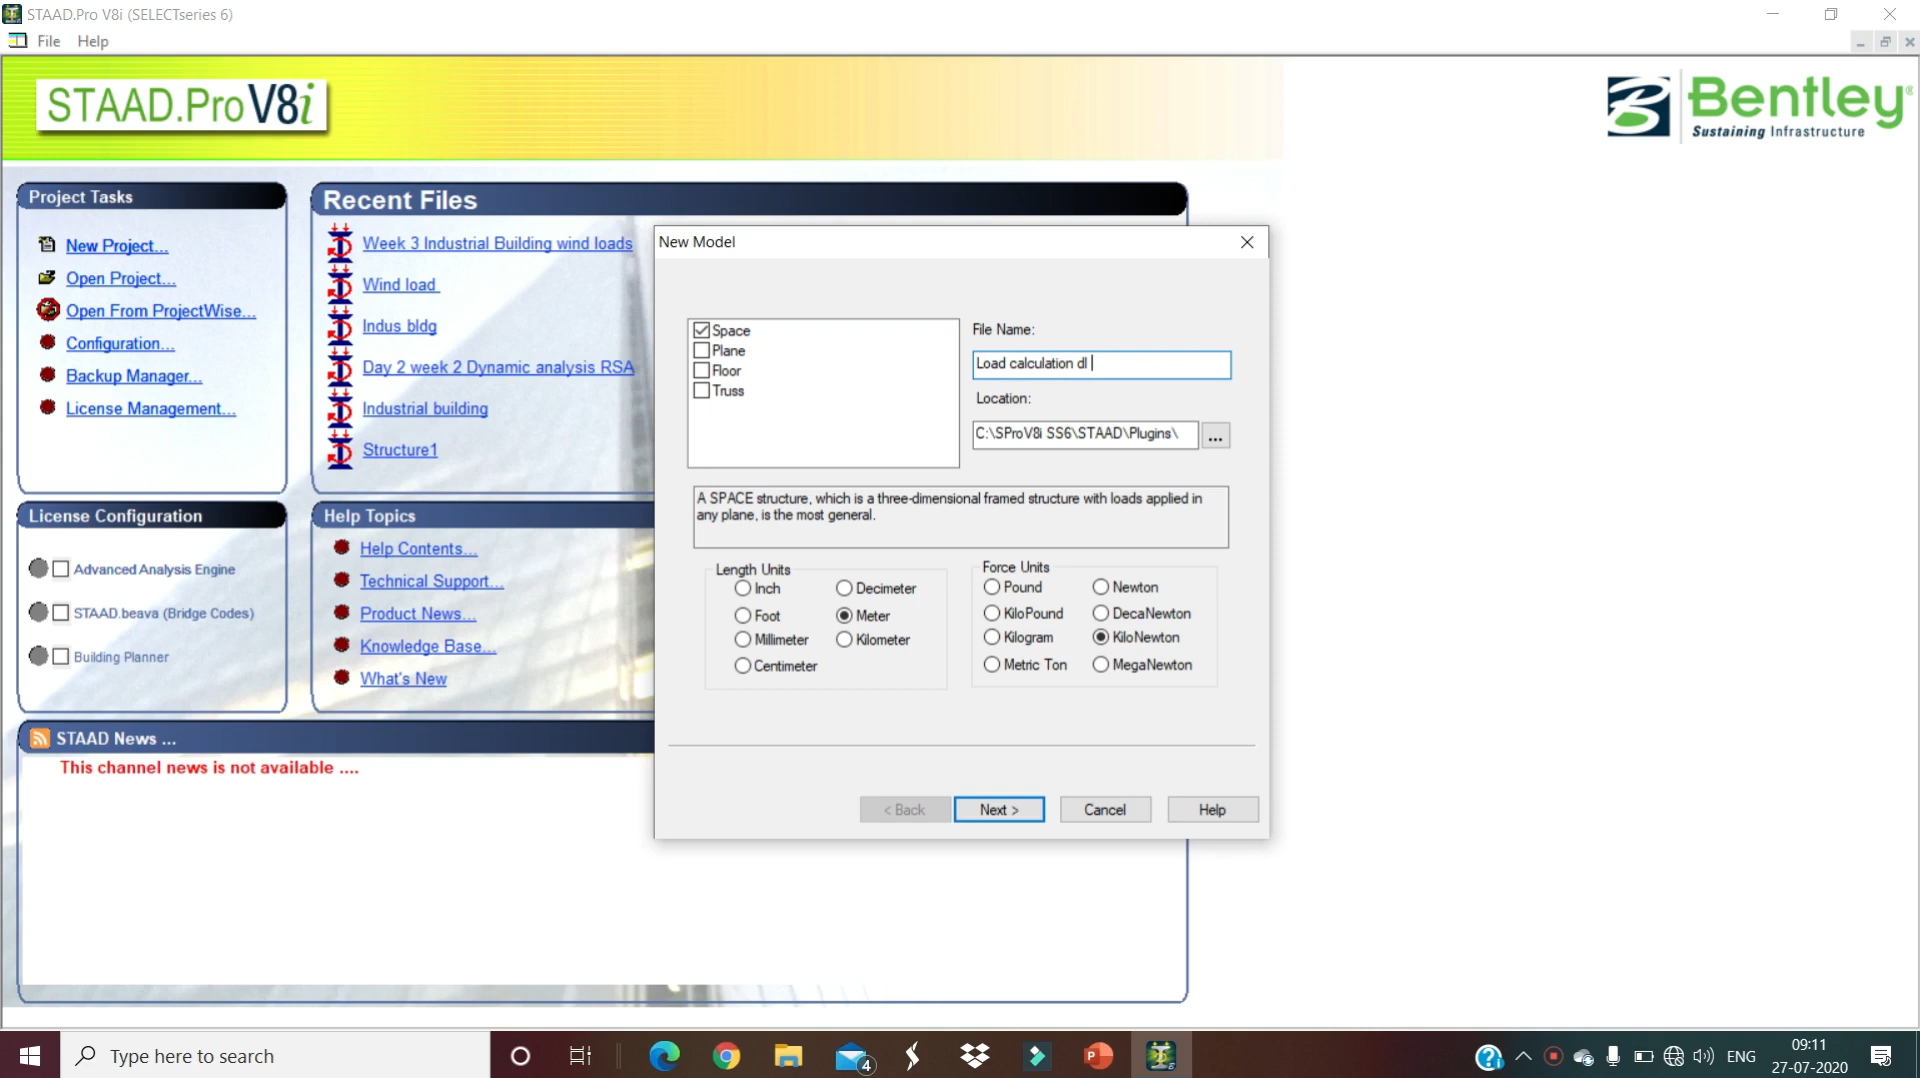 STAAD.Pro V8i (SELECTseries 6)
File Help
STAAD.Pro V8i
Bentley
Sustaining Infrastructure
Project Tasks
New Project...
Open Project...
Open From ProjectWise...
Configuration...
Backup Manager...
License Management...
Recent Files
Week 3 Industrial Building wind loads
Wind load
Indus bldg
Day 2 week 2 Dynamic analysis RSA
Industrial building
Structure1
License Configuration
Advanced Analysis Engine
STAAD.beava (Bridge Codes)
Building Planner
Help Topics
Help Contents...
Technical Support...
Product News...
Knowledge Base...
What's New
STAAD News ...
This channel news is not available ....
New Model
Space
Plane
Floor
Truss
File Name:
Load calculation dl
Location:
C:\SProV8i SS6\STAAD\Plugins\
...
A SPACE structure, which is a three-dimensional framed structure with loads applied in
any plane, is the most general.
Length Units
Inch Decimeter
Foot Meter
Millimeter Kilometer
Centimeter
Force Units
Pound Newton
KiloPound DecaNewton
Kilogram KiloNewton
Metric Ton MegaNewton
< Back Next > Cancel Help
Type here to search
4
ENG
09:11
27-07-2020